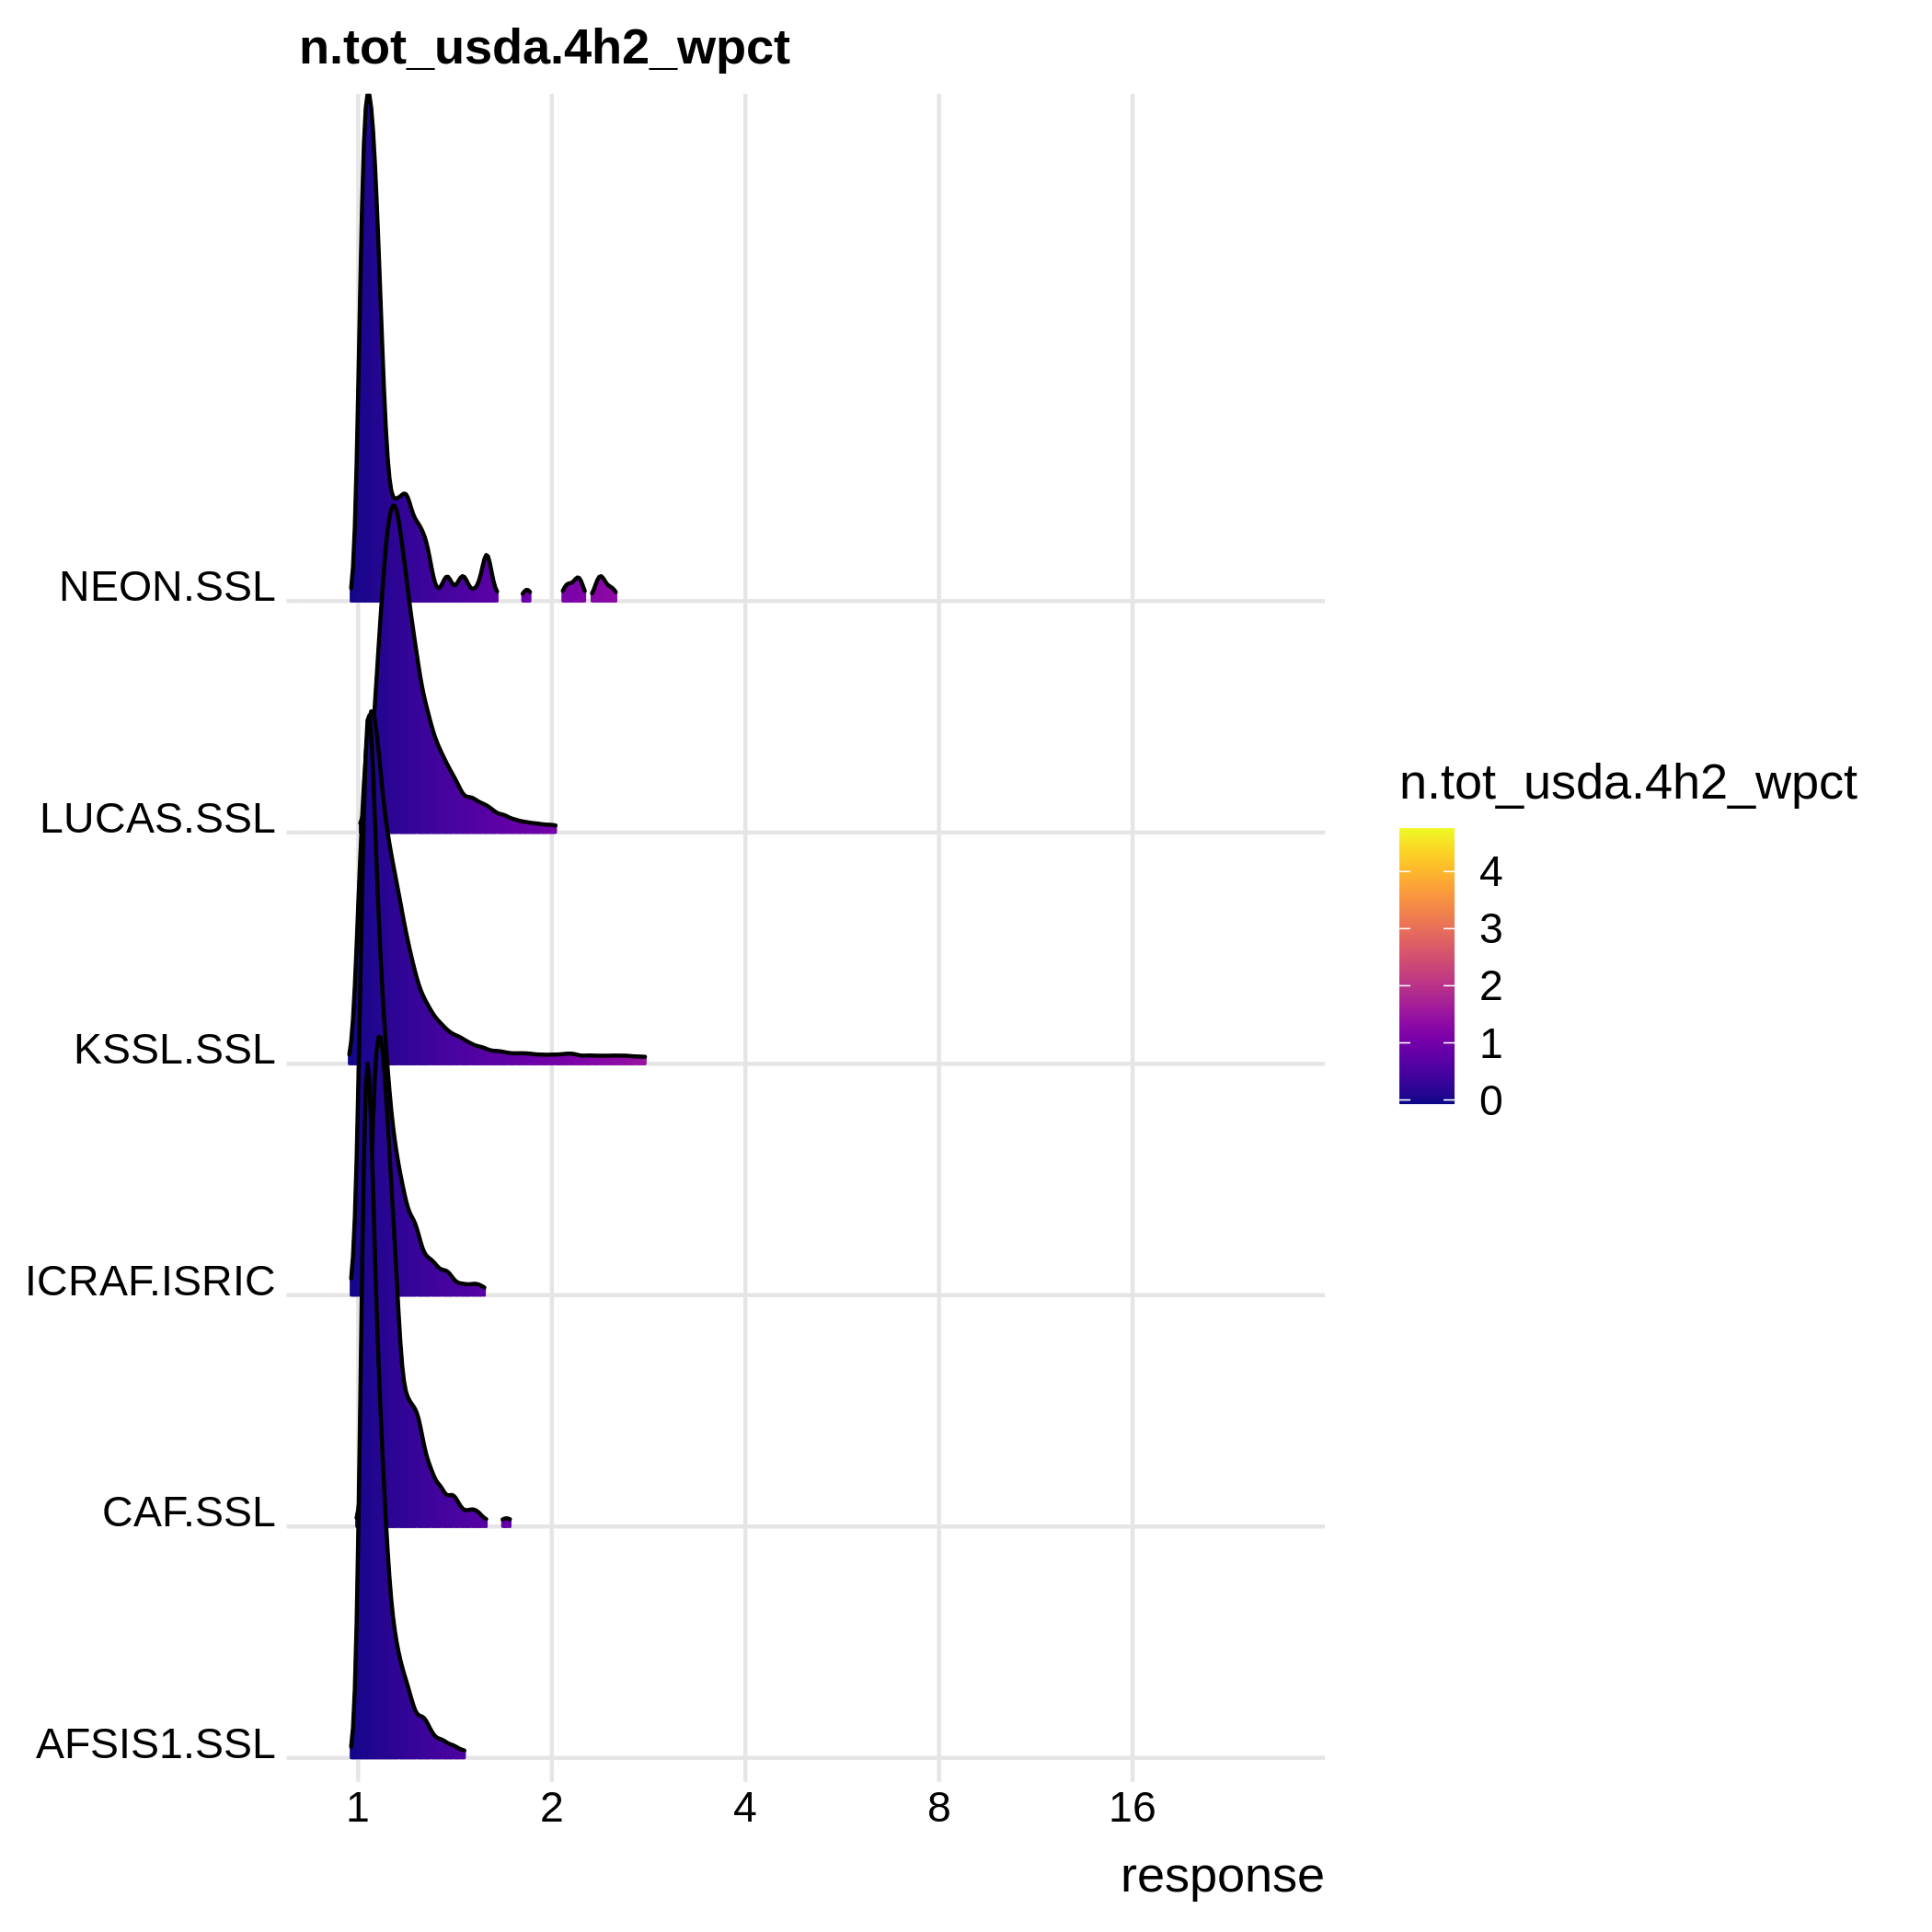 n.tot_usda.4h2_wpct
NEON.SSL
LUCAS.SSL
KSSL.SSL
ICRAF.ISRIC
CAF.SSL
AFSIS1.SSL
1 2 4 8 16
response
n.tot_usda.4h2_wpct
4
3
2
1
0